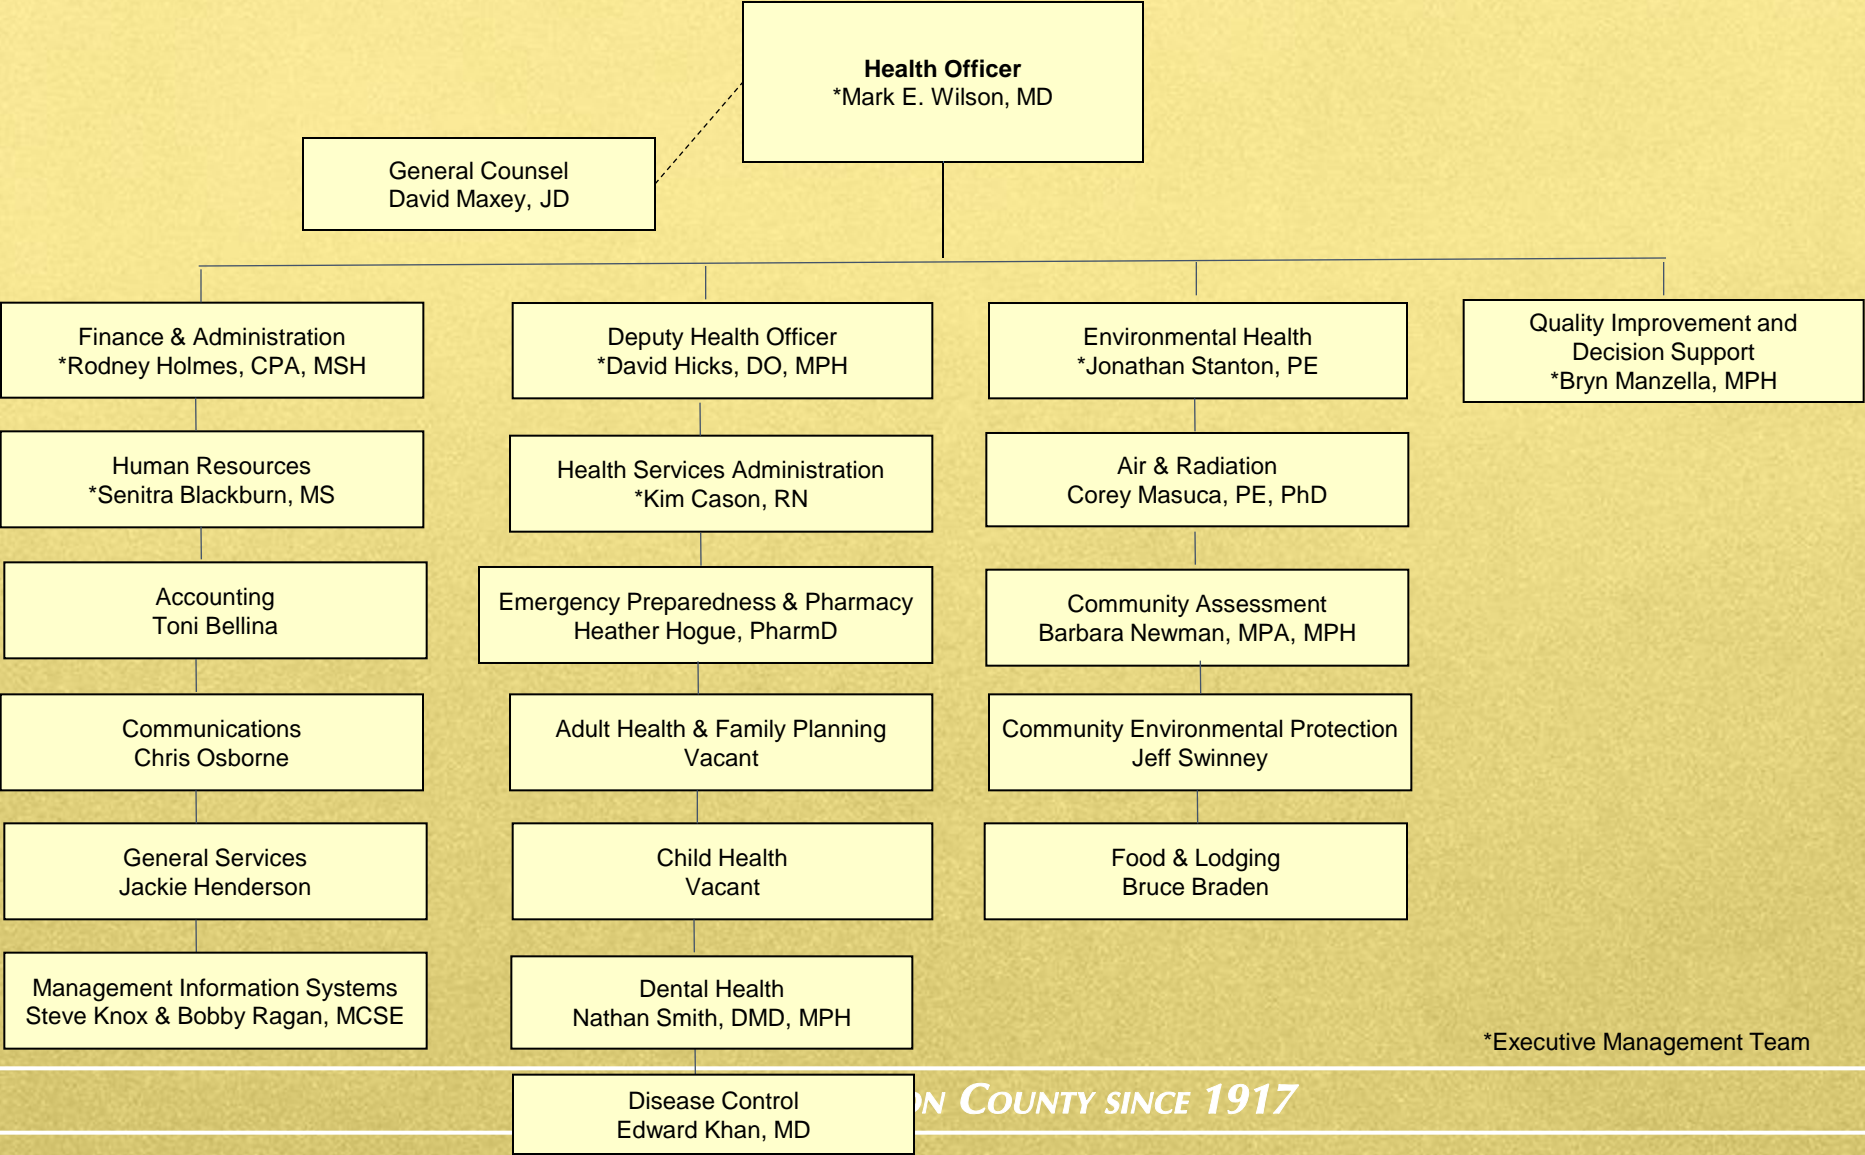 Health Officer
*Mark E. Wilson, MD
General Counsel
David Maxey, JD
Finance & Administration
*Rodney Holmes, CPA, MSH
Human Resources
*Senitra Blackburn, MS
Accounting
Toni Bellina
Communications
Chris Osborne
General Services
Jackie Henderson
Management Information Systems
Steve Knox & Bobby Ragan, MCSE
Deputy Health Officer
*David Hicks, DO, MPH
Health Services Administration
*Kim Cason, RN
Emergency Preparedness & Pharmacy
Heather Hogue, PharmD
Adult Health & Family Planning
Vacant
Child Health
Vacant
Dental Health
Nathan Smith, DMD, MPH
Disease Control
Edward Khan, MD
Environmental Health
*Jonathan Stanton, PE
Air & Radiation
Corey Masuca, PE, PhD
Community Assessment
Barbara Newman, MPA, MPH
Community Environmental Protection
Jeff Swinney
Food & Lodging
Bruce Braden
Quality Improvement and
Decision Support
*Bryn Manzella, MPH
*Executive Management Team
County since 1917